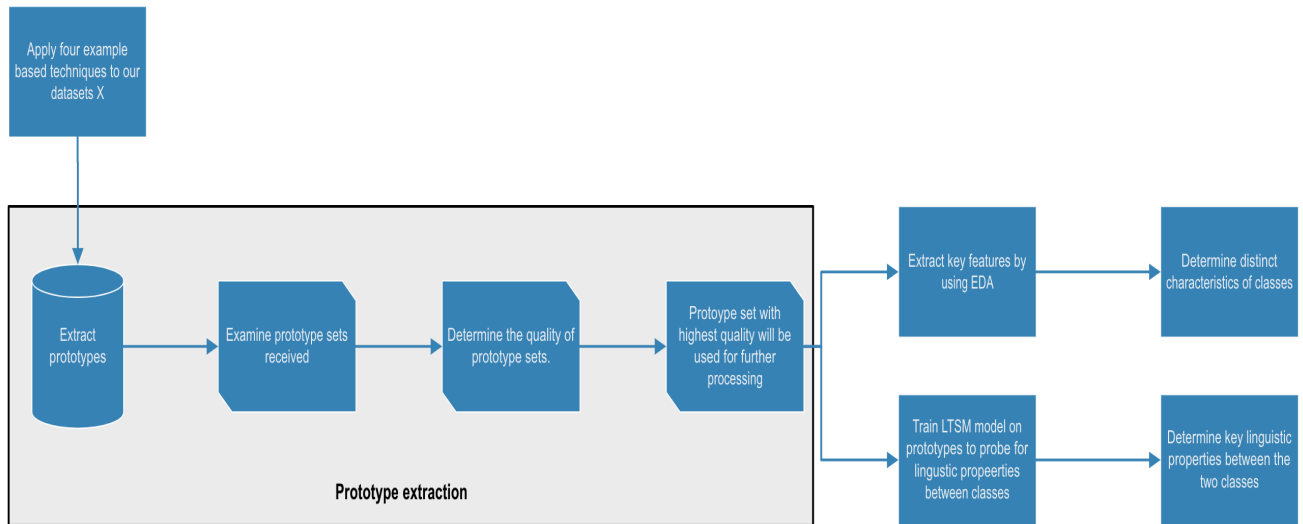 Apply four example
based techniques to our
datasets X
Extract
prototypes
Examine prototype sets
received
Determine the quality of
prototype sets.
Protoype set with
highest quality will be
used for further
processing
Prototype extraction
Extract key features by
using EDA
Determine distinct
characteristics of classes
Train LTSM model on
prototypes to probe for
lingustic propeerties
between classes
Determine key linguistic
properties between the
two classes